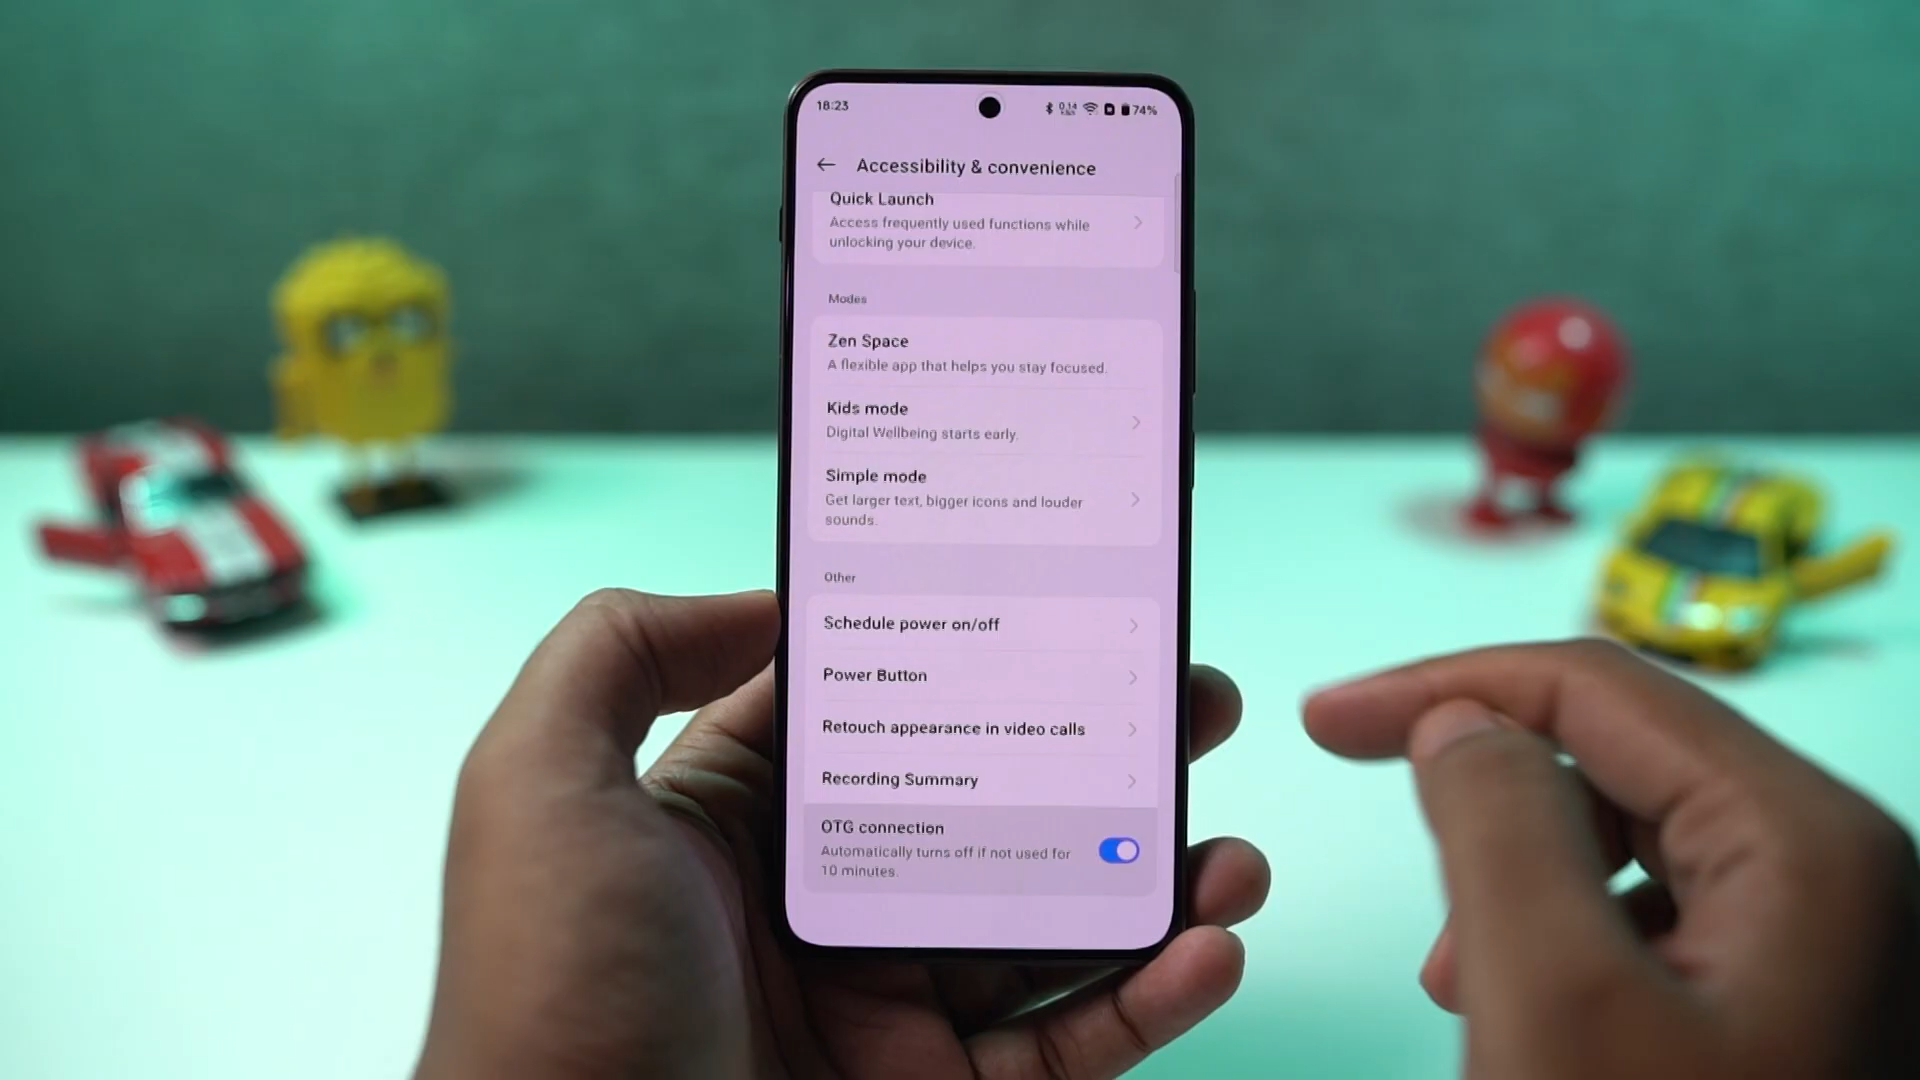 18:23
74%
Accessibility & convenience
Quick Launch
Access frequently used functions while
unlocking your device.
Modes
Zen Space
A flexible app that helps you stay focused.
Kids mode
Digital Wellbeing starts early.
Simple mode
Get larger text, bigger icons and louder
sounds.
Other
Schedule power on/off
Power Button
Retouch appearance in video calls
Recording Summary
OTG connection
Automatically turns off if not used for
10 minutes.